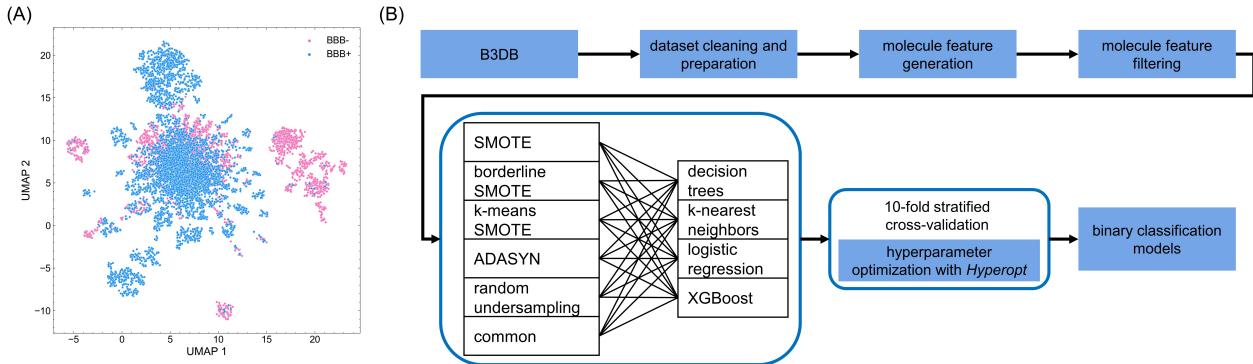 (A)
BBB-
BBB+
20
15
10
5
0
−5
−10
UMAP 2
−5
0
5
10
15
20
UMAP 1
(B)
B3DB
dataset cleaning and
preparation
molecule feature
generation
molecule feature
filtering
SMOTE
borderline
SMOTE
k-means
SMOTE
ADASYN
random
undersampling
common
decision
trees
k-nearest
neighbors
logistic
regression
XGBoost
10-fold stratified
cross-validation
hyperparameter
optimization with Hyperopt
binary classification
models